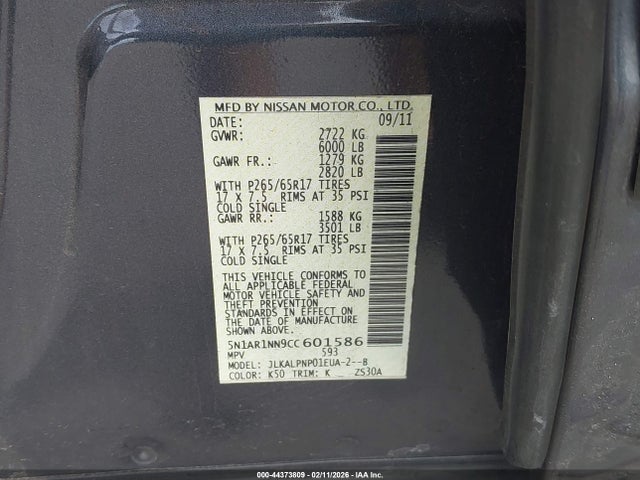 MFD BY NISSAN MOTOR CO., LTD.
DATE: 09/11
GVWR: 2722 KG
6000 LB
GAWR FR.: 1279 KG
2820 LB
WITH P265/65R17 TIRES
17 X 7.5 RIMS AT 35 PSI
COLD SINGLE
GAWR RR.: 1588 KG
3501 LB
WITH P265/65R17 TIRES
17 X 7.5 RIMS AT 35 PSI
COLD SINGLE
THIS VEHICLE CONFORMS TO
ALL APPLICABLE FEDERAL
MOTOR VEHICLE SAFETY AND
THEFT PREVENTION
STANDARDS IN EFFECT ON
THE DATE OF MANUFACTURE
SHOWN ABOVE.
5N1AR1NN9CC601586
MPV 593
MODEL: JLKALPNP01EUA-2--B
COLOR: K50 TRIM: K ZS30A
000-44373809 - 02/11/2026 - IAA Inc.